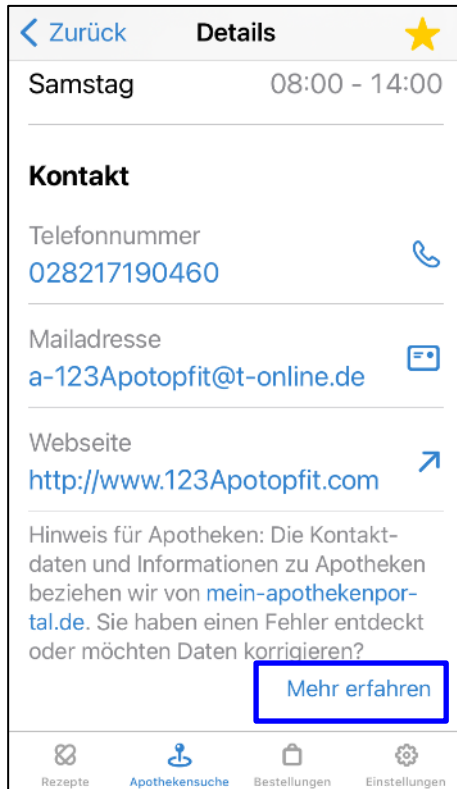 Zurück Details
Samstag 08:00 - 14:00
Kontakt
Telefonnummer
028217190460
Mailadresse
a-123Apotopfit@t-online.de
Webseite
http://www.123Apotopfit.com
Hinweis für Apotheken: Die Kontakt-
daten und Informationen zu Apotheken
beziehen wir von mein-apothekenpor-
tal.de. Sie haben einen Fehler entdeckt
oder möchten Daten korrigieren?
Mehr erfahren
Rezepte Apothekensuche Bestellungen Einstellungen